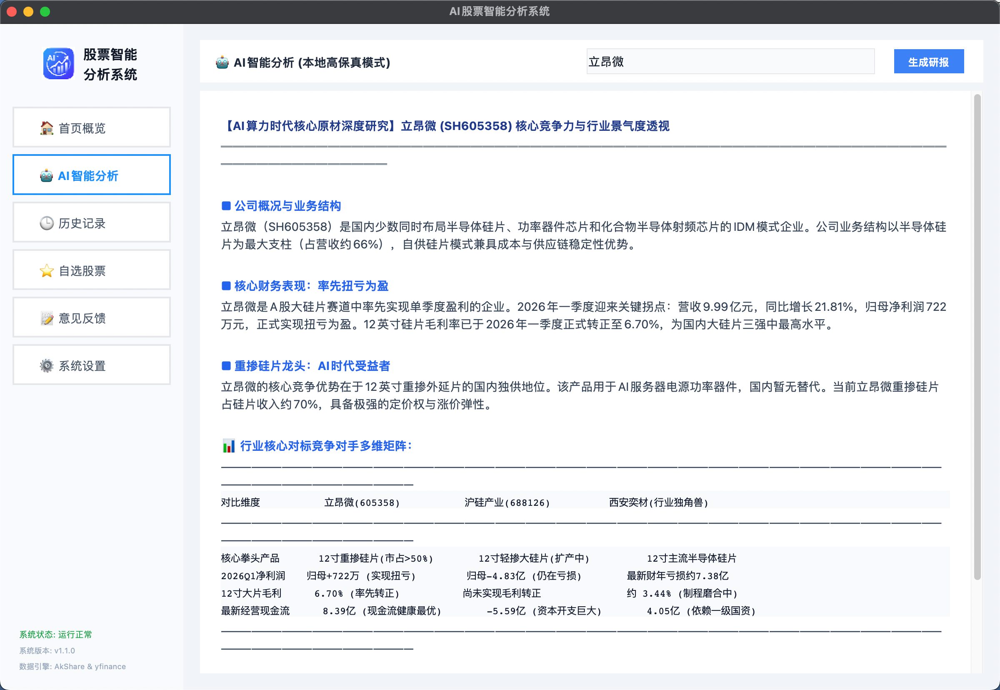 AI股票智能分析系统
AI
股票智能
分析系统
首页概览
AI智能分析
历史记录
自选股票
意见反馈
系统设置
系统状态: 运行正常
系统版本: v1.1.0
数据引擎: AkShare & yfinance
AI智能分析 (本地高保真模式)
立昂微
生成研报
【AI算力时代核心原材深度研究】立昂微 (SH605358) 核心竞争力与行业景气度透视
公司概况与业务结构
立昂微（SH605358）是国内少数同时布局半导体硅片、功率器件芯片和化合物半导体射频芯片的IDM模式企业。公司业务结构以半导体硅
片为最大支柱（占营收约66%），自供硅片模式兼具成本与供应链稳定性优势。
核心财务表现：率先扭亏为盈
立昂微是A股大硅片赛道中率先实现单季度盈利的企业。2026年一季度迎来关键拐点：营收9.99亿元，同比增长21.81%，归母净利润722
万元，正式实现扭亏为盈。12英寸硅片毛利率已于2026年一季度正式转正至6.70%，为国内大硅片三强中最高水平。
重掺硅片龙头：AI时代受益者
立昂微的核心竞争优势在于12英寸重掺外延片的国内独供地位。该产品用于AI服务器电源功率器件，国内暂无替代。当前立昂微重掺硅片
占硅片收入约70%，具备极强的定价权与涨价弹性。
行业核心对标竞争对手多维矩阵：
对比维度 立昂微(605358) 沪硅产业(688126) 西安奕材(行业独角兽)
核心拳头产品 12寸重掺硅片(市占>50%) 12寸轻掺大硅片(扩产中) 12寸主流半导体硅片
2026Q1净利润 归母+722万 (实现扭亏) 归母-4.83亿 (仍在亏损) 最新财年亏损约7.38亿
12寸大片毛利 6.70% (率先转正) 尚未实现毛利转正 约 3.44% (制程磨合中)
最新经营现金流 8.39亿 (现金流健康最优) -5.59亿 (资本开支巨大) 4.05亿 (依赖一级国资)